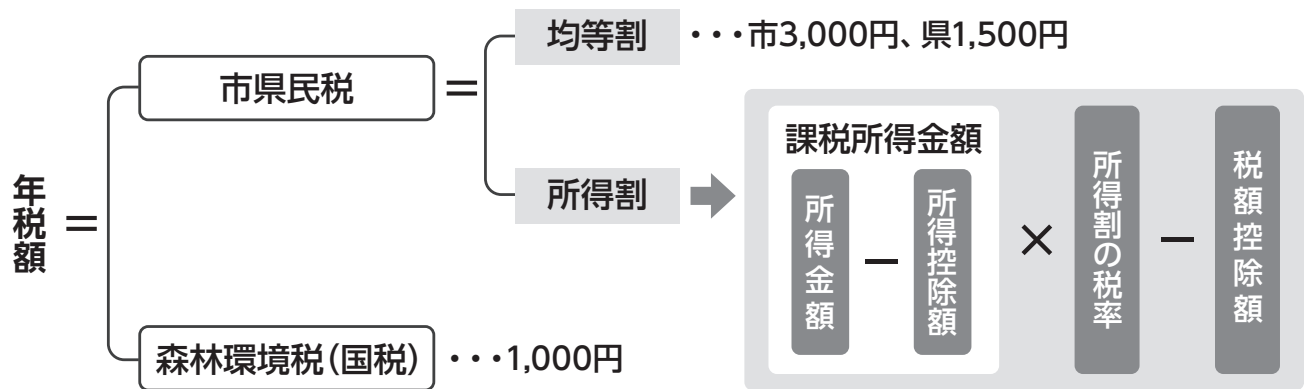 年税額
=
市県民税
=
均等割
・・・市3,000円、県1,500円
所得割
課税所得金額
所得金額
－
所得控除額
×
所得割の税率
－
税額控除額
森林環境税（国税）
・・・1,000円